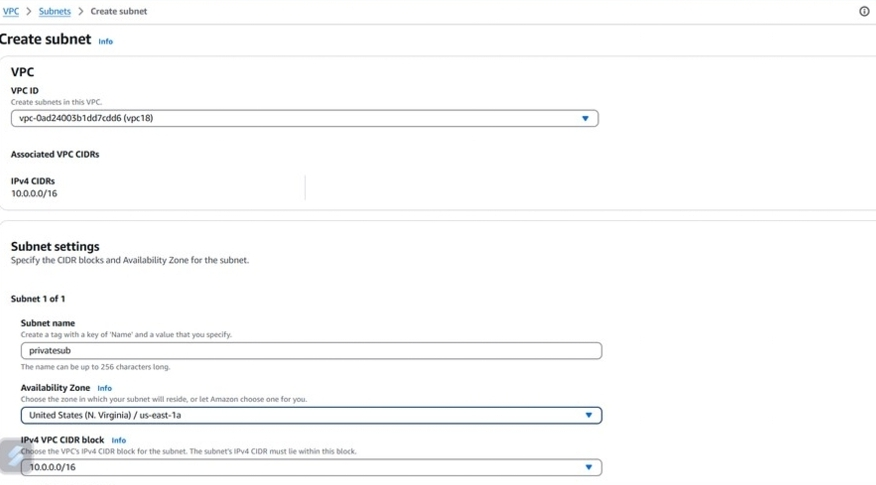 VPC > Subnets > Create subnet
Create subnet Info
VPC
VPC ID
Create subnets in this VPC.
vpc-0ad24003b1dd7cdd6 (vpc18)
Associated VPC CIDRs
IPv4 CIDRs
10.0.0.0/16
Subnet settings
Specify the CIDR blocks and Availability Zone for the subnet.
Subnet 1 of 1
Subnet name
Create a tag with a key of 'Name' and a value that you specify.
privatesub
The name can be up to 256 characters long.
Availability Zone Info
Choose the zone in which your subnet will reside, or let Amazon choose one for you.
United States (N. Virginia) / us-east-1a
IPv4 VPC CIDR block Info
Choose the VPC's IPv4 CIDR block for the subnet. The subnet's IPv4 CIDR must lie within this block.
10.0.0.0/16